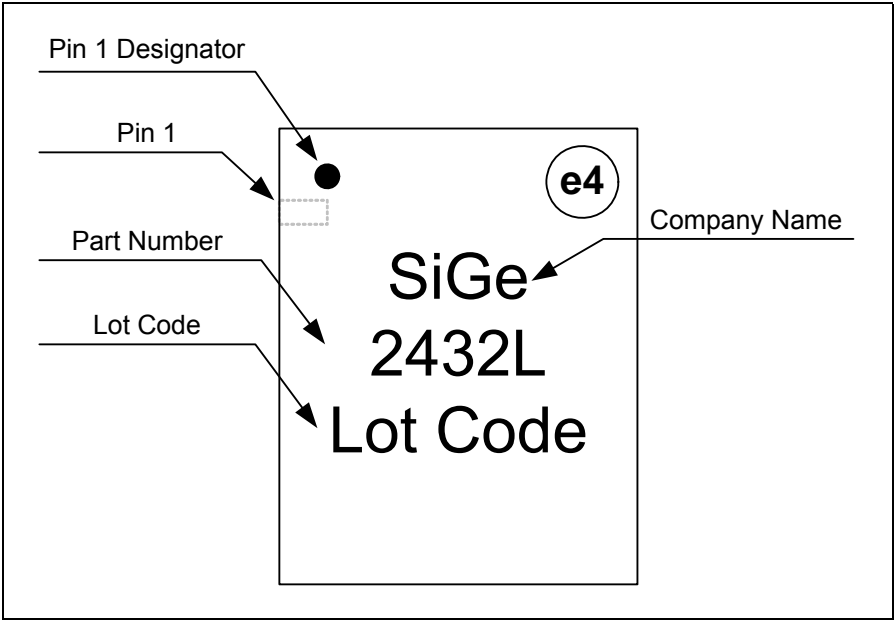 Pin 1 Designator
Pin 1
e4
Company Name
Part Number
SiGe
Lot Code
2432L
Lot Code